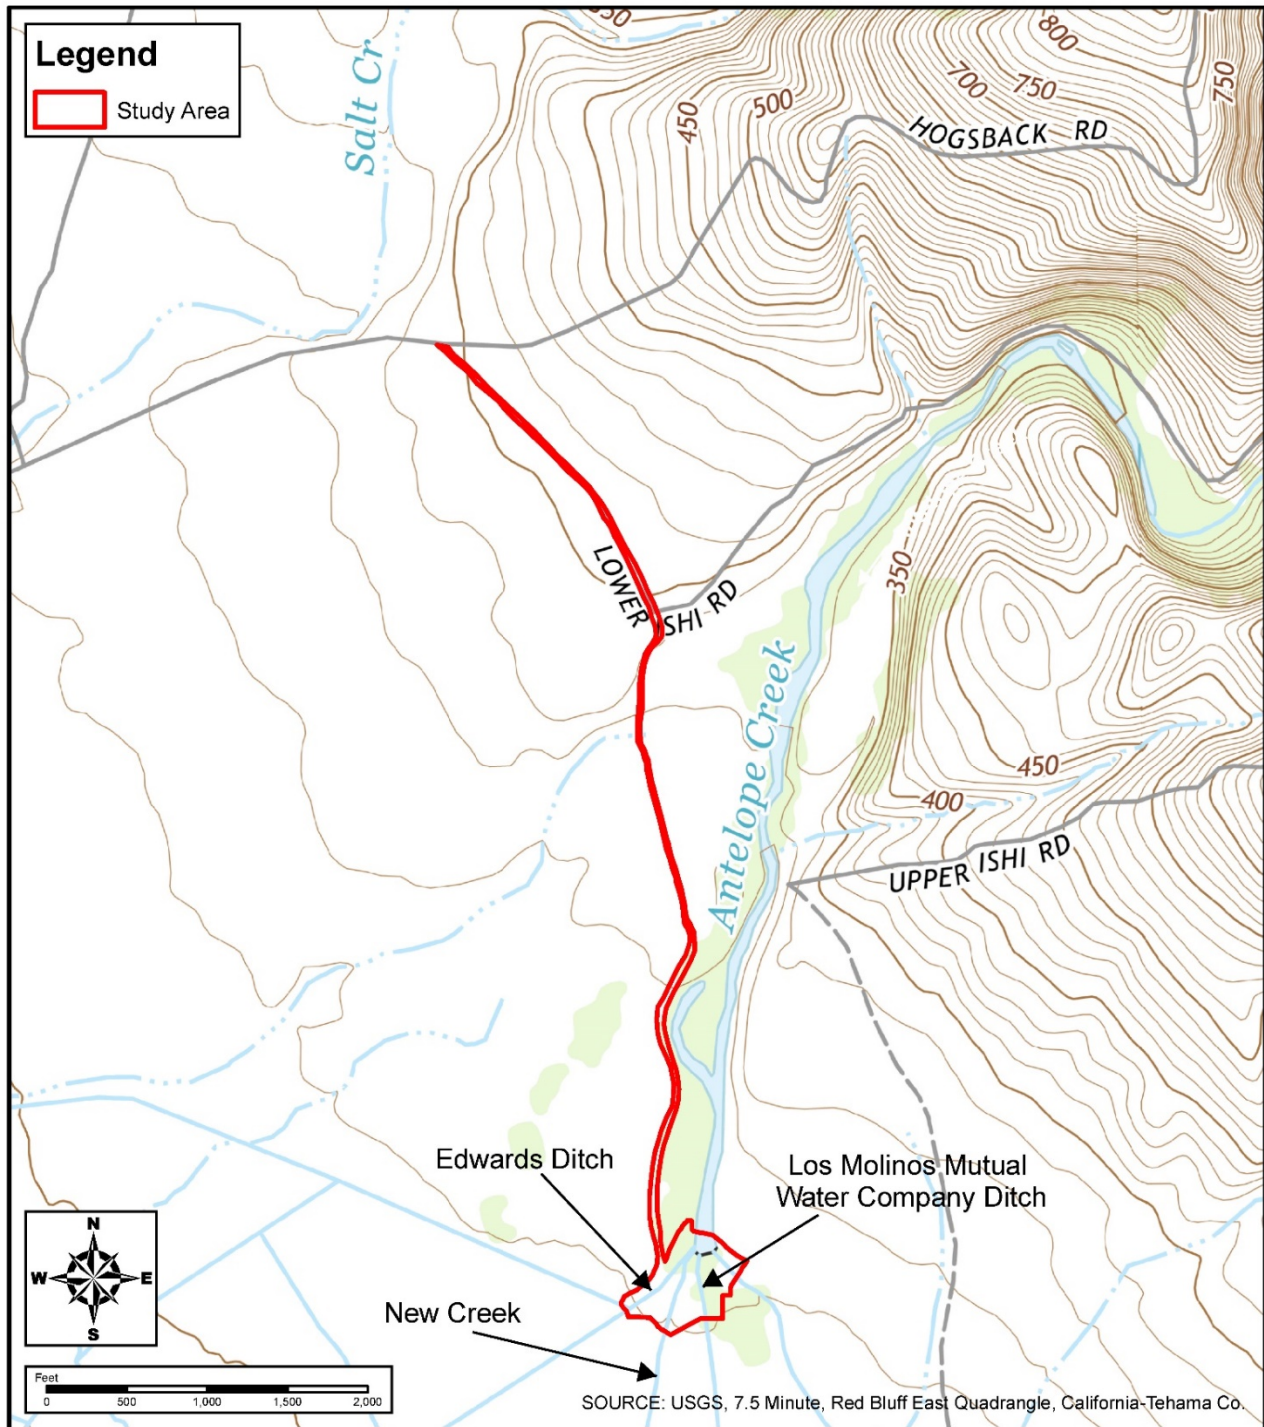 Legend
Study Area
Salt Cr
800
750
700
750
500
450
HOGSBACK RD
350
LOWER ISHI RD
Antelope Creek
450
400
UPPER ISHI RD
Edwards Ditch
Los Molinos Mutual
Water Company Ditch
New Creek
N
W E
S
Feet
0 500 1,000 1,500 2,000
SOURCE: USGS, 7.5 Minute, Red Bluff East Quadrangle, California-Tehama Co.